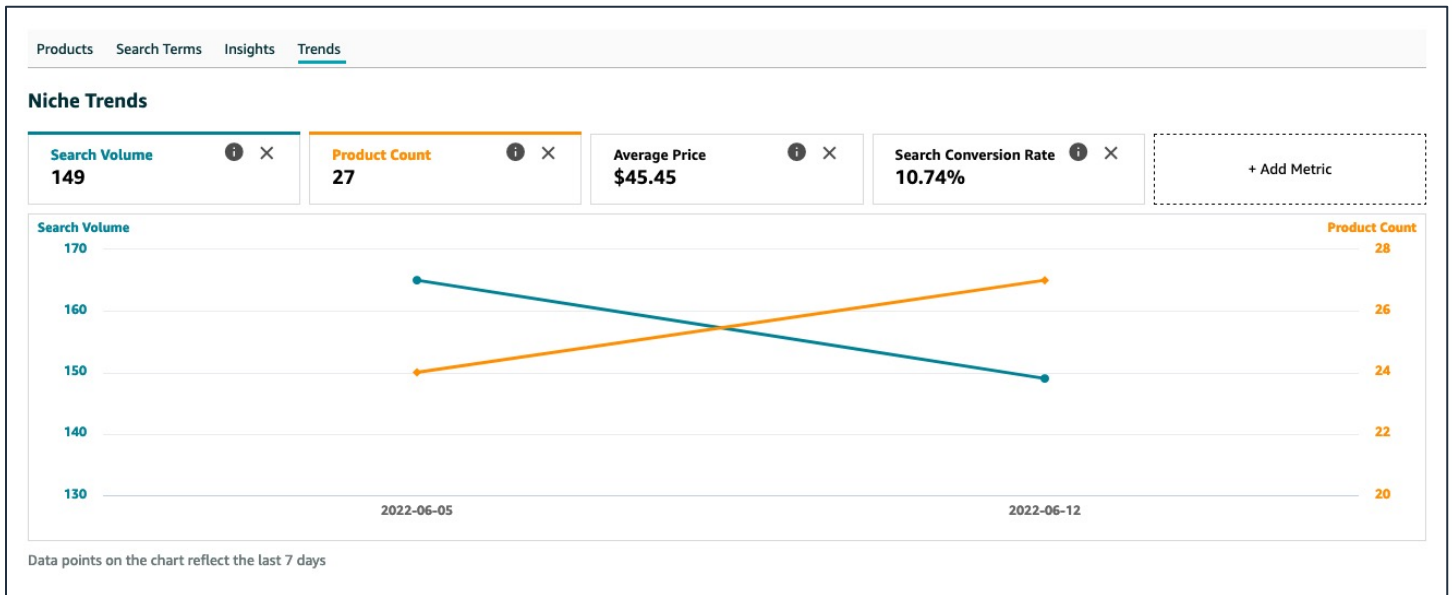 Products Search Terms Insights Trends
Niche Trends
Search Volume
149
Product Count
27
Average Price
$45.45
Search Conversion Rate
10.74%
+ Add Metric
Search Volume Product Count
170 28
160 26
150 24
140 22
130 20
2022-06-05 2022-06-12
Data points on the chart reflect the last 7 days